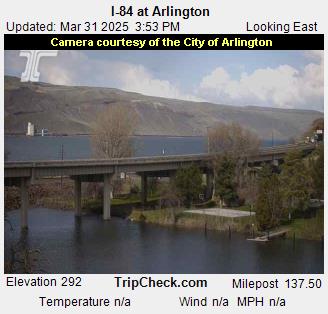 I-84 at Arlington
Updated: Mar 31 2025 3:53 PM Looking East
Camera courtesy of the City of Arlington
Elevation 292 TripCheck.com Milepost 137.50
Temperature n/a Wind n/a MPH n/a